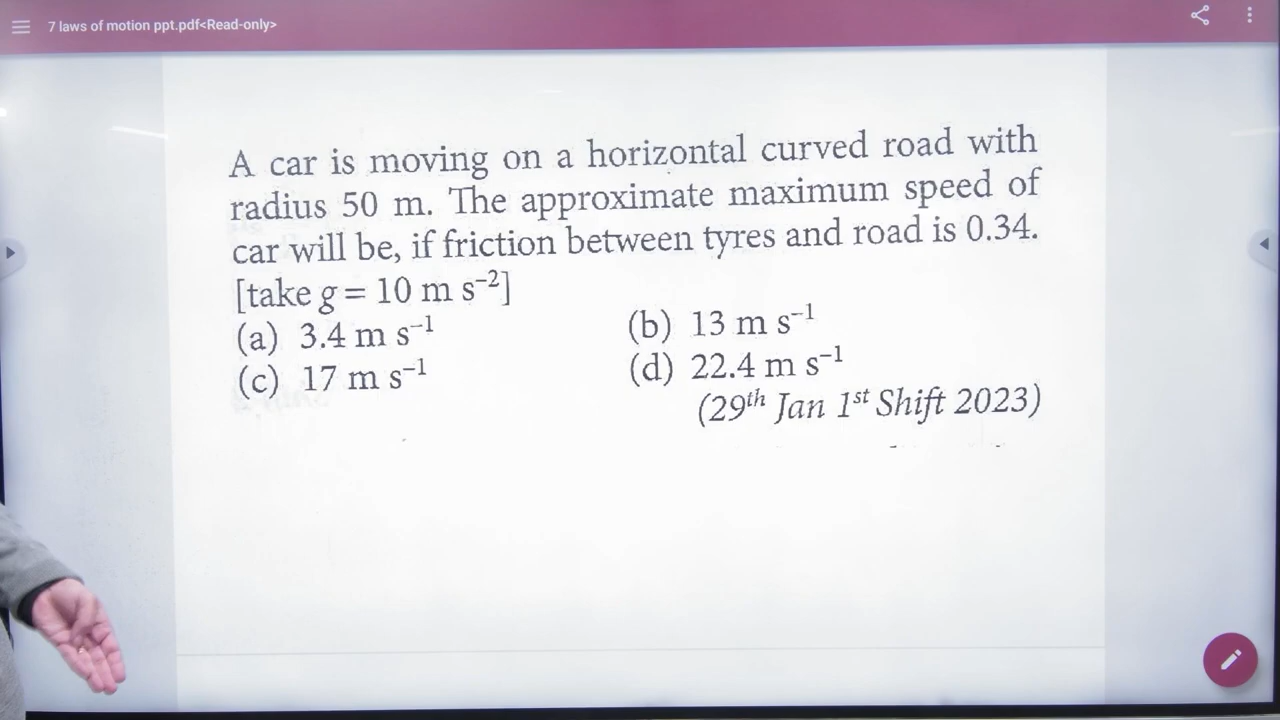 7 laws of motion ppt.pdf<Read-only>
A car is moving on a horizontal curved road with
radius 50 m. The approximate maximum speed of
car will be, if friction between tyres and road is 0.34.
[take g = 10 m s⁻²]
(a) 3.4 m s⁻¹ (b) 13 m s⁻¹
(c) 17 m s⁻¹ (d) 22.4 m s⁻¹
(29ᵗʰ Jan 1ˢᵗ Shift 2023)